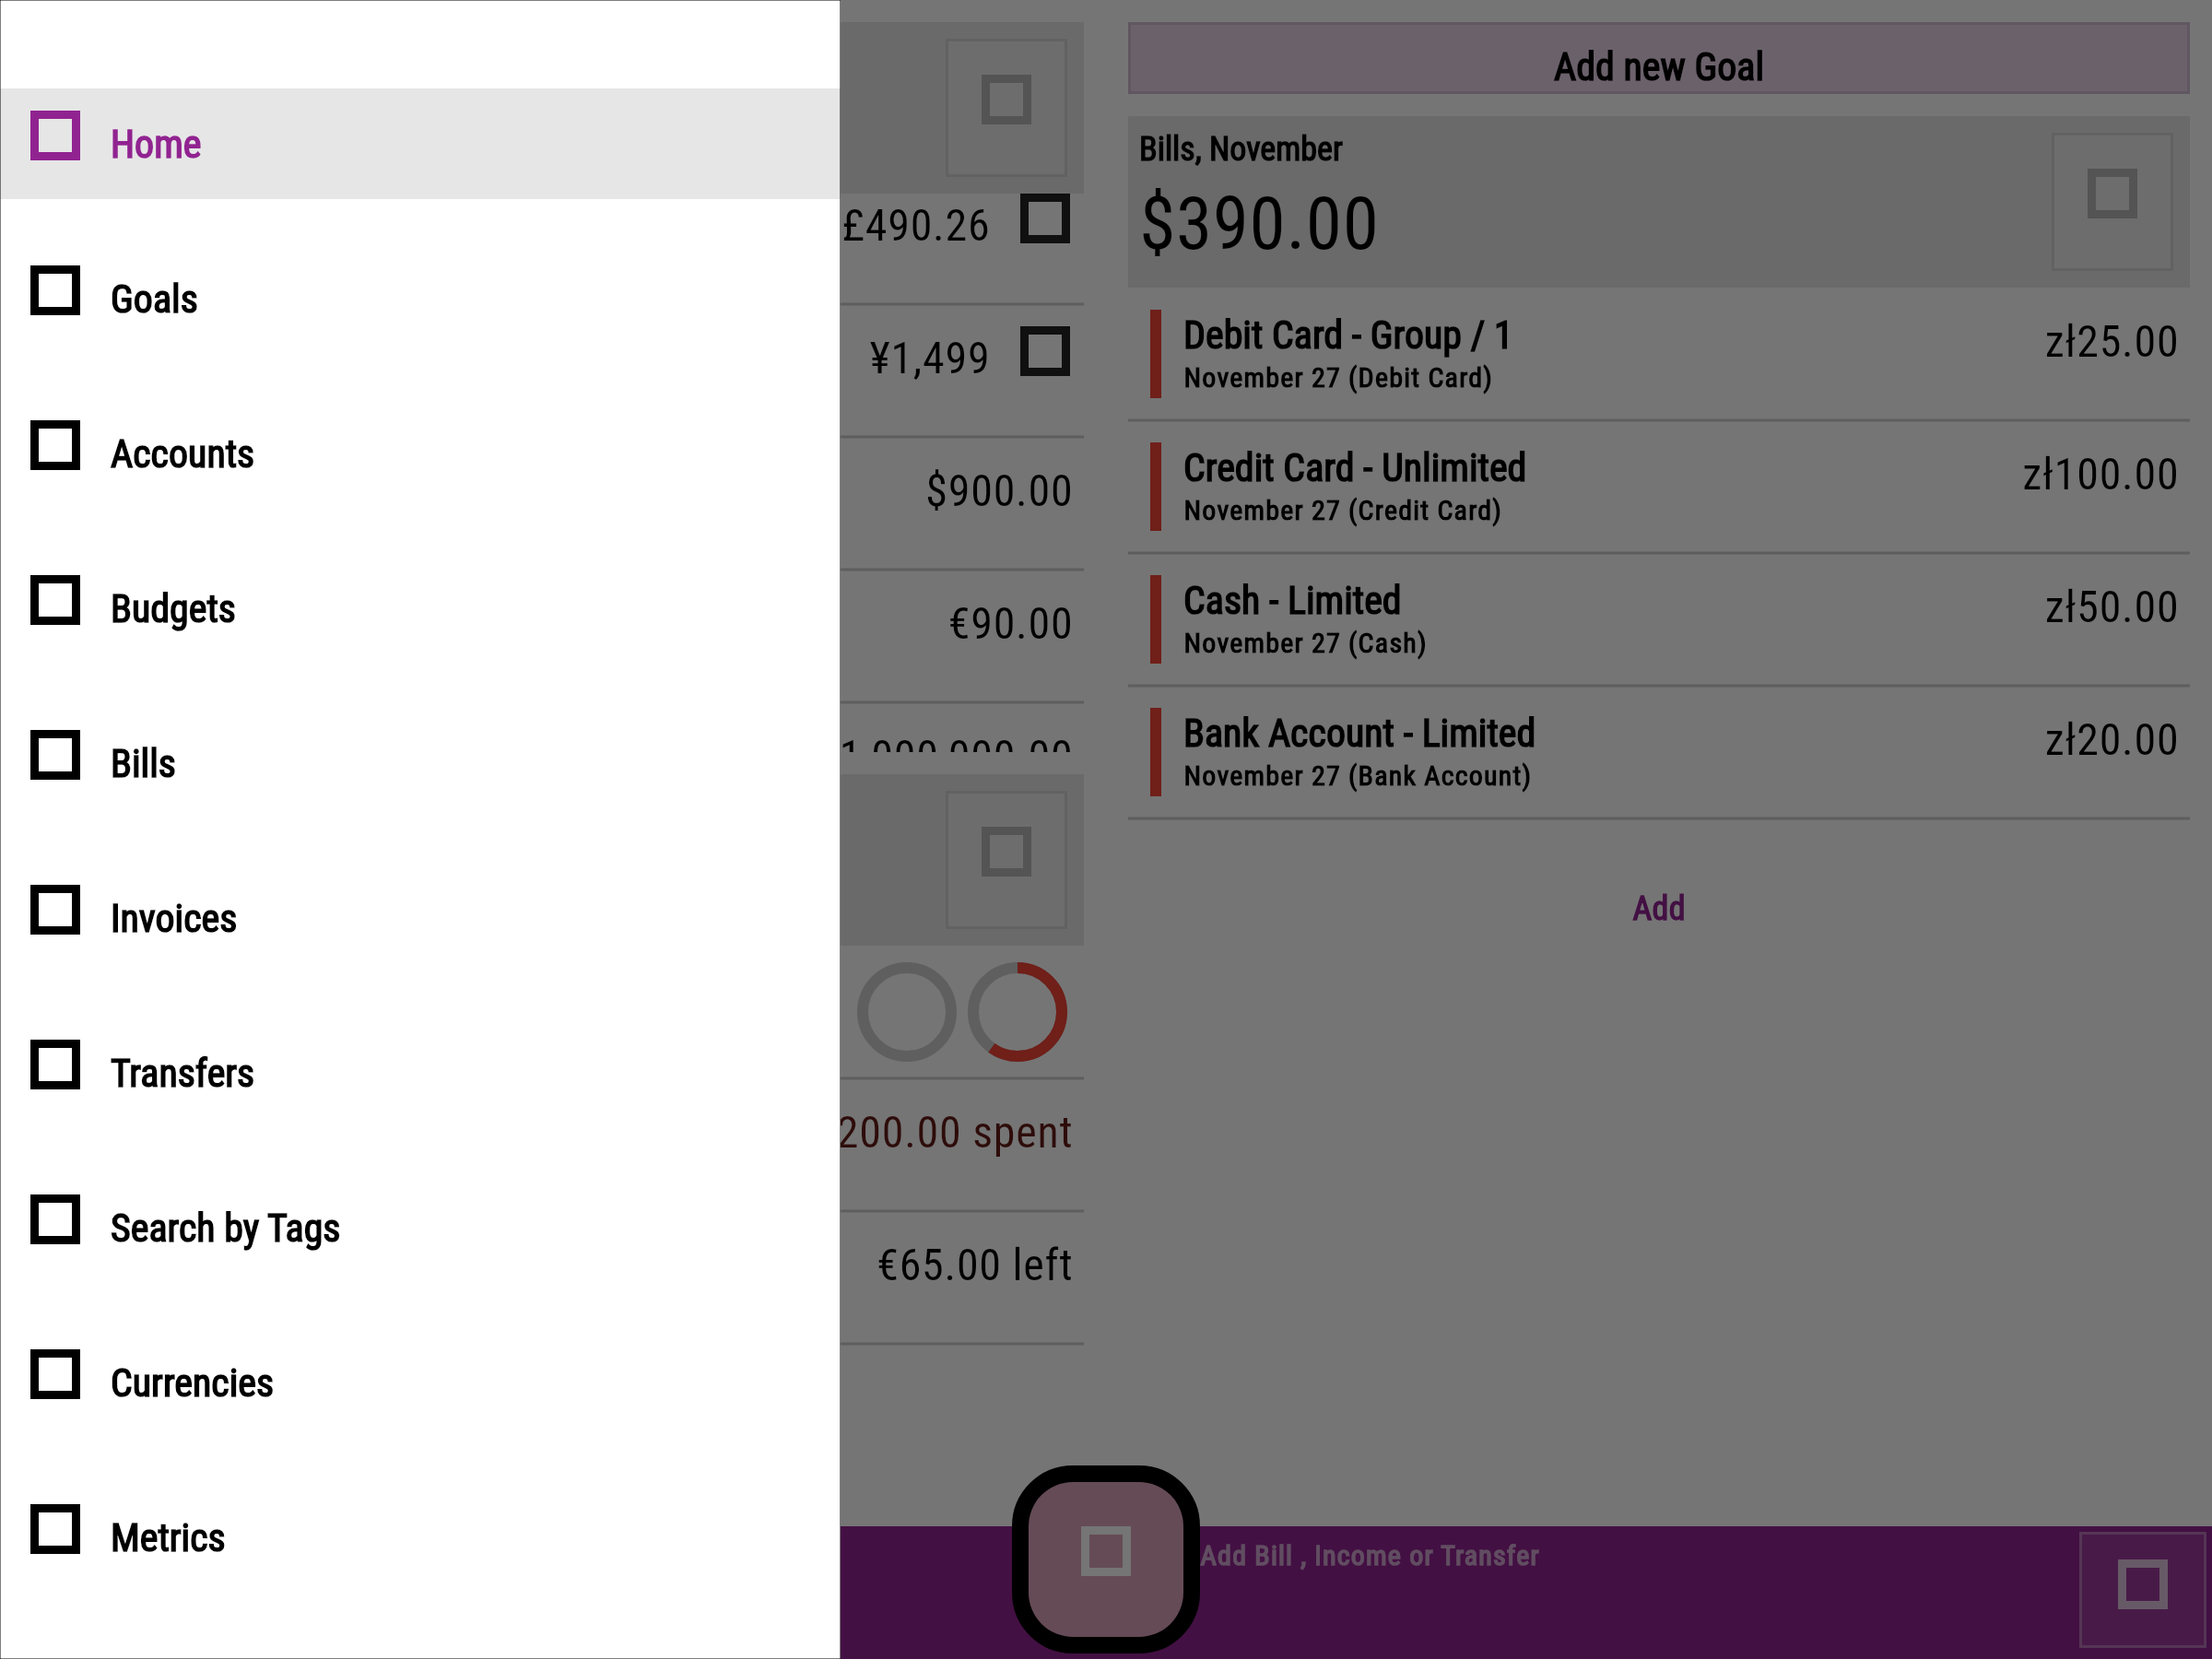 Home
Goals
Accounts
Budgets
Bills
Invoices
Transfers
Search by Tags
Currencies
Metrics
£490.26
¥1,499
$900.00
€90.00
200.00 spent
€65.00 left
Add new Goal
Bills, November
$390.00
Debit Card - Group / 1
zł25.00
November 27 (Debit Card)
Credit Card - Unlimited
zł100.00
November 27 (Credit Card)
Cash - Limited
zł50.00
November 27 (Cash)
Bank Account - Limited
zł20.00
November 27 (Bank Account)
Add
Add Bill , Income or Transfer